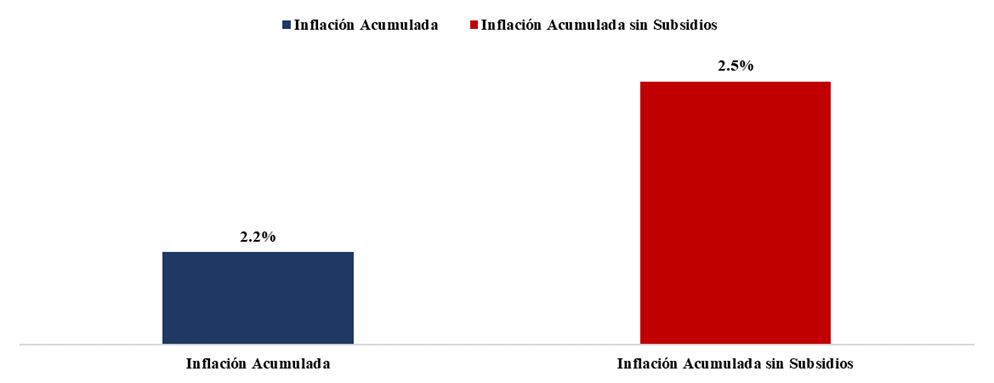 Inflación Acumulada Inflación Acumulada sin Subsidios
2.5%
2.2%
Inflación Acumulada Inflación Acumulada sin Subsidios